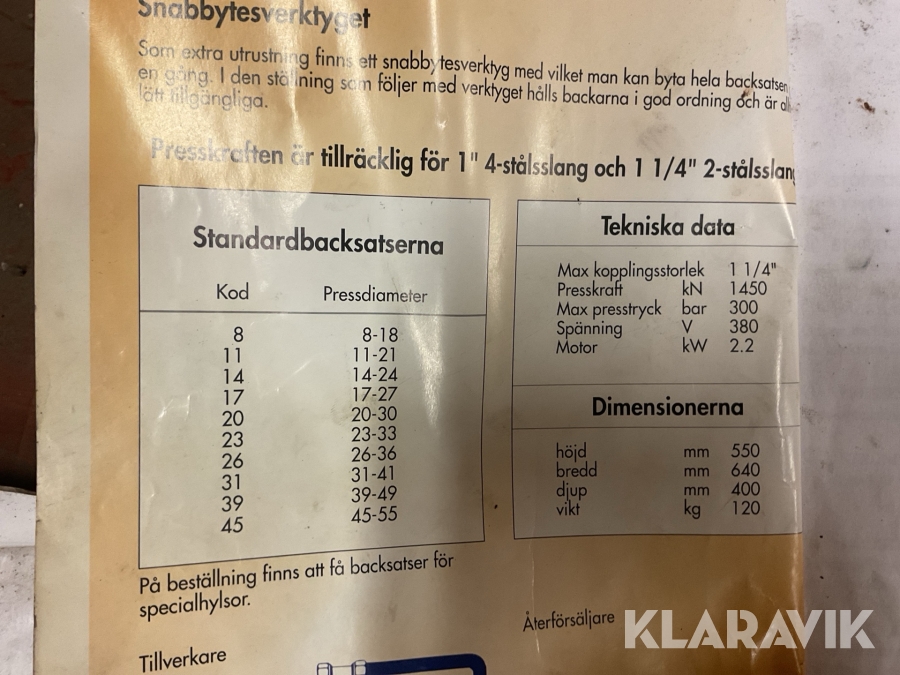 Snabbytesverktyget
Som extra utrustning finns ett snabbytesverktyg med vilket man kan byta hela backsatsen
en gång. I den ställning som följer med verktyget hålls backarna i god ordning och är al
lätt tillgängliga.
Presskraften är tillräcklig för 1" 4-stålsslang och 1 1/4" 2-stålsslang
Standardbacksatserna
Kod Pressdiameter
8 8-18
11 11-21
14 14-24
17 17-27
20 20-30
23 23-33
26 26-36
31 31-41
39 39-49
45 45-55
Tekniska data
Max kopplingsstorlek 1 1/4"
Presskraft kN 1450
Max presstryck bar 300
Spänning V 380
Motor kW 2.2
Dimensionerna
höjd mm 550
bredd mm 640
djup mm 400
vikt kg 120
På beställning finns att få backsatser för
specialhylsor.
Återförsäljare
Tillverkare
KLARAVIK